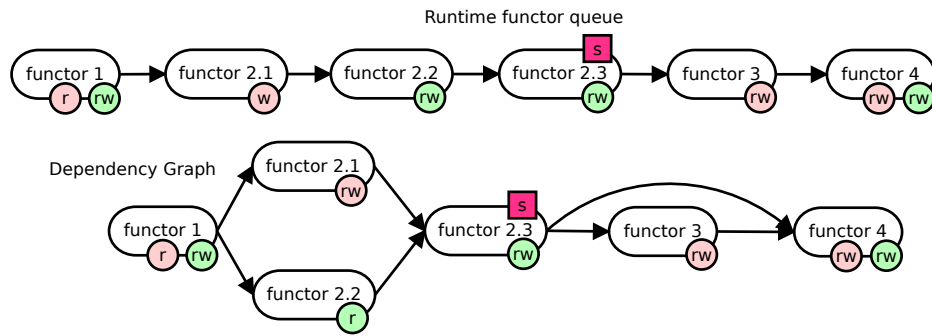 Runtime functor queue
s
functor 1
functor 2.1
functor 2.2
functor 2.3
functor 3
functor 4
r
rw
w
rw
rw
rw
rw
rw
Dependency Graph
functor 2.1
rw
s
functor 1
functor 2.3
functor 3
functor 4
r
rw
rw
rw
rw
rw
functor 2.2
r